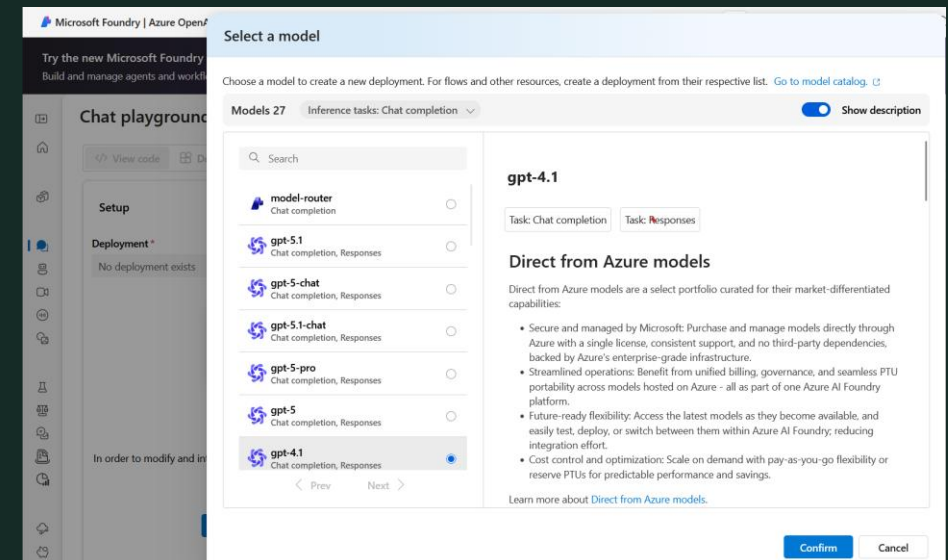 Microsoft Foundry | Azure OpenA
Select a model
Try the new Microsoft Foundry
Build and manage agents and workfl
Choose a model to create a new deployment. For flows and other resources, create a deployment from their respective list. Go to model catalog.
Chat playground
Models 27
Inference tasks: Chat completion
Show description
View code
De
Setup
Deployment *
No deployment exists
In order to modify and in
Search
model-router
Chat completion
gpt-5.1
Chat completion, Responses
gpt-5-chat
Chat completion, Responses
gpt-5.1-chat
Chat completion, Responses
gpt-5-pro
Chat completion, Responses
gpt-5
Chat completion, Responses
gpt-4.1
Chat completion, Responses
Prev
Next
gpt-4.1
Task: Chat completion
Task: Responses
Direct from Azure models
Direct from Azure models are a select portfolio curated for their market-differentiated
capabilities:
• Secure and managed by Microsoft: Purchase and manage models directly through
Azure with a single license, consistent support, and no third-party dependencies,
backed by Azure's enterprise-grade infrastructure.
• Streamlined operations: Benefit from unified billing, governance, and seamless PTU
portability across models hosted on Azure - all as part of one Azure AI Foundry
platform.
• Future-ready flexibility: Access the latest models as they become available, and
easily test, deploy, or switch between them within Azure AI Foundry; reducing
integration effort.
• Cost control and optimization: Scale on demand with pay-as-you-go flexibility or
reserve PTUs for predictable performance and savings.
Learn more about Direct from Azure models.
Confirm
Cancel